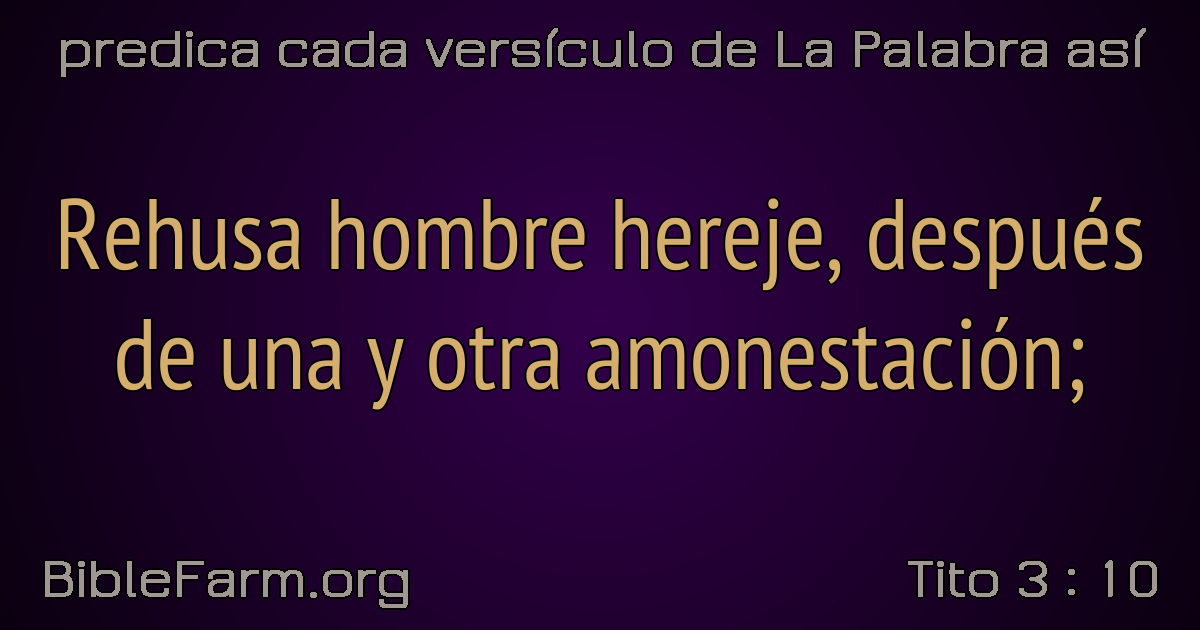 predica cada versículo de La Palabra así
Rehusa hombre hereje, después
de una y otra amonestación;
BibleFarm.org
Tito 3 : 10